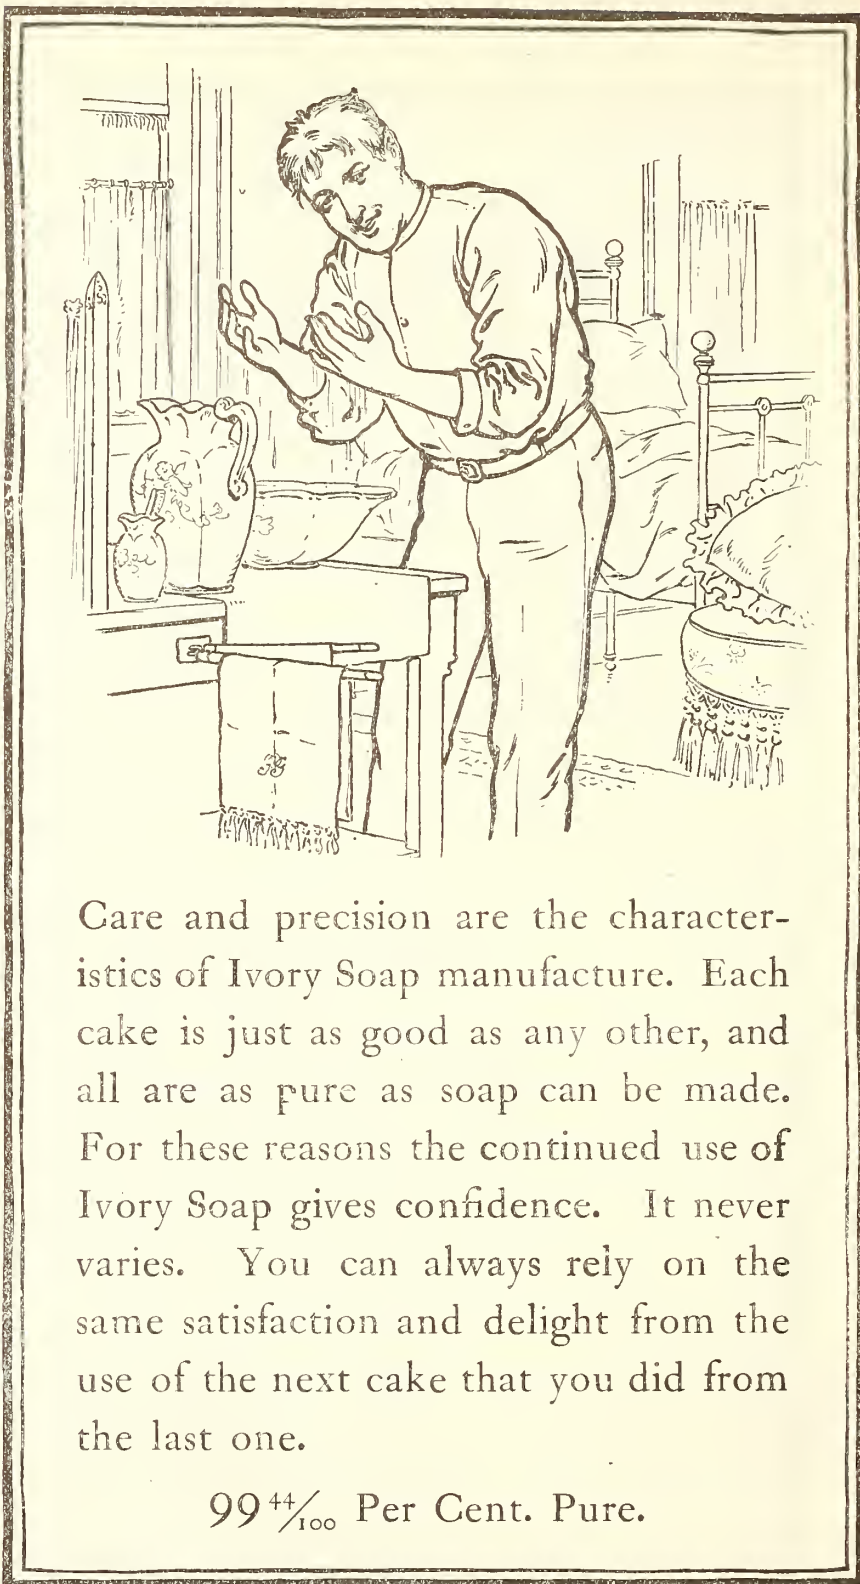 Care and precision are the character-
istics of Ivory Soap manufacture. Each
cake is just as good as any other, and
all are as pure as soap can be made.
For these reasons the continued use of
Ivory Soap gives confidence. It never
varies. You can always rely on the
same satisfaction and delight from the
use of the next cake that you did from
the last one.
99 44/100 Per Cent. Pure.